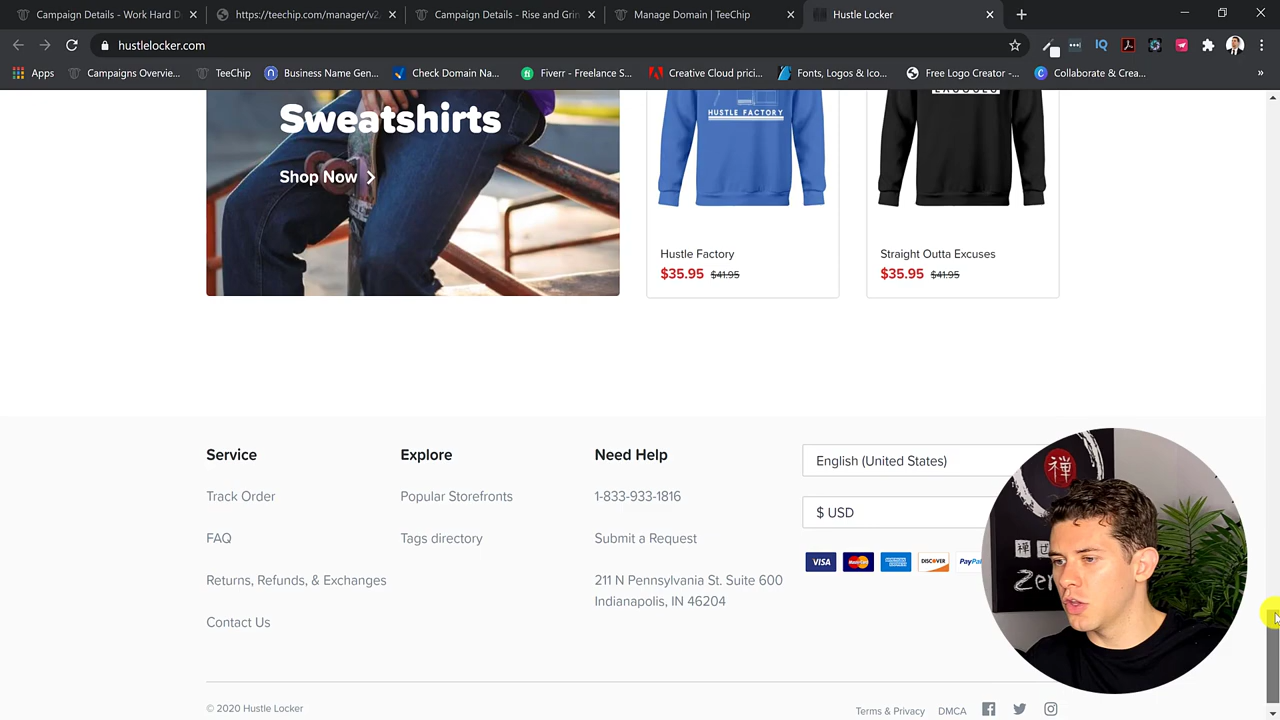 Campaign Details - Work Hard D
https://teechip.com/manager/v2.
Campaign Details - Rise and Grin
Manage Domain | TeeChip
Hustle Locker
hustlelocker.com
Apps
Campaigns Overvie...
TeeChip
Business Name Gen...
Check Domain Na...
Fiverr - Freelance S...
Creative Cloud prici...
Fonts, Logos & Ico...
Free Logo Creator -...
Collaborate & Crea...
»
Sweatshirts
Shop Now
HUSTLE FACTORY
Hustle Factory
$35.95 $41.95
Straight Outta Excuses
$35.95 $41.95
Service
Track Order
FAQ
Returns, Refunds, & Exchanges
Contact Us
Explore
Popular Storefronts
Tags directory
Need Help
1-833-933-1816
Submit a Request
211 N Pennsylvania St. Suite 600
Indianapolis, IN 46204
English (United States)
$ USD
VISA
MasterCard
DISCOVER
PayPal
禅
© 2020 Hustle Locker
Terms & Privacy
DMCA